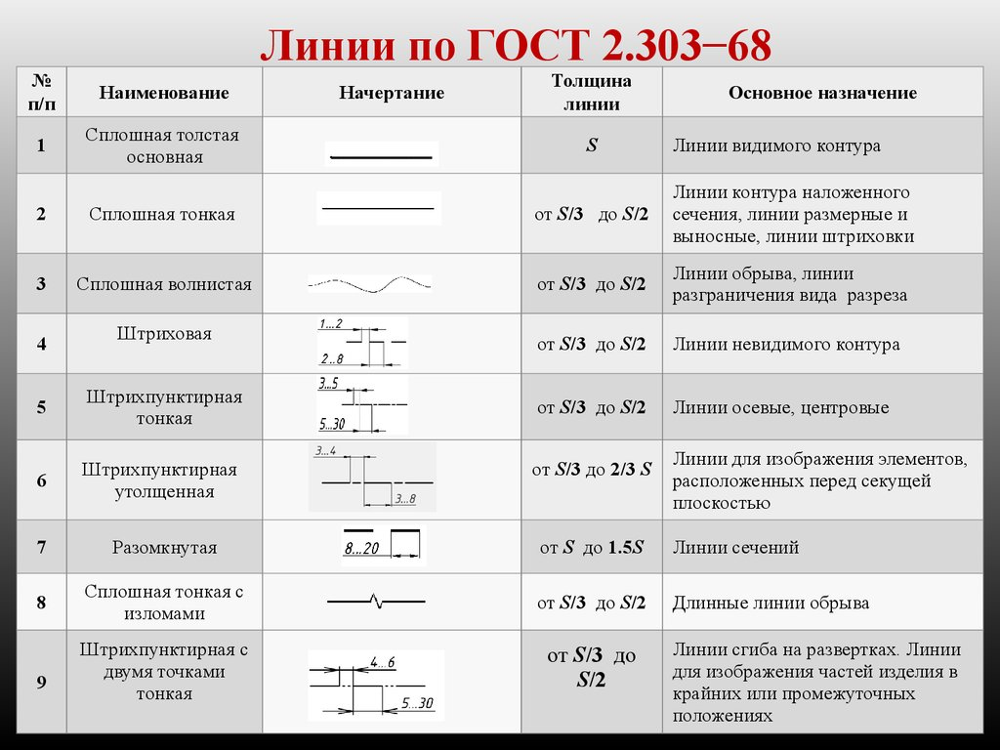 Линии по ГОСТ 2.303−68
№
п/п
Наименование
Начертание
Толщина
линии
Основное назначение
1
Сплошная толстая
основная
S
Линии видимого контура
2
Сплошная тонкая
от S/3 до S/2
Линии контура наложенного
сечения, линии размерные и
выносные, линии штриховки
3
Сплошная волнистая
от S/3 до S/2
Линии обрыва, линии
разграничения вида разреза
4
Штриховая
1...2
2...8
от S/3 до S/2
Линии невидимого контура
5
Штрихпунктирная
тонкая
3...5
5...30
от S/3 до S/2
Линии осевые, центровые
6
Штрихпунктирная
утолщенная
3...4
3...8
от S/3 до 2/3 S
Линии для изображения элементов,
расположенных перед секущей
плоскостью
7
Разомкнутая
8...20
от S до 1.5S
Линии сечений
8
Сплошная тонкая с
изломами
от S/3 до S/2
Длинные линии обрыва
9
Штрихпунктирная с
двумя точками
тонкая
4...6
5...30
от S/3 до
S/2
Линии сгиба на развертках. Линии
для изображения частей изделия в
крайних или промежуточных
положениях